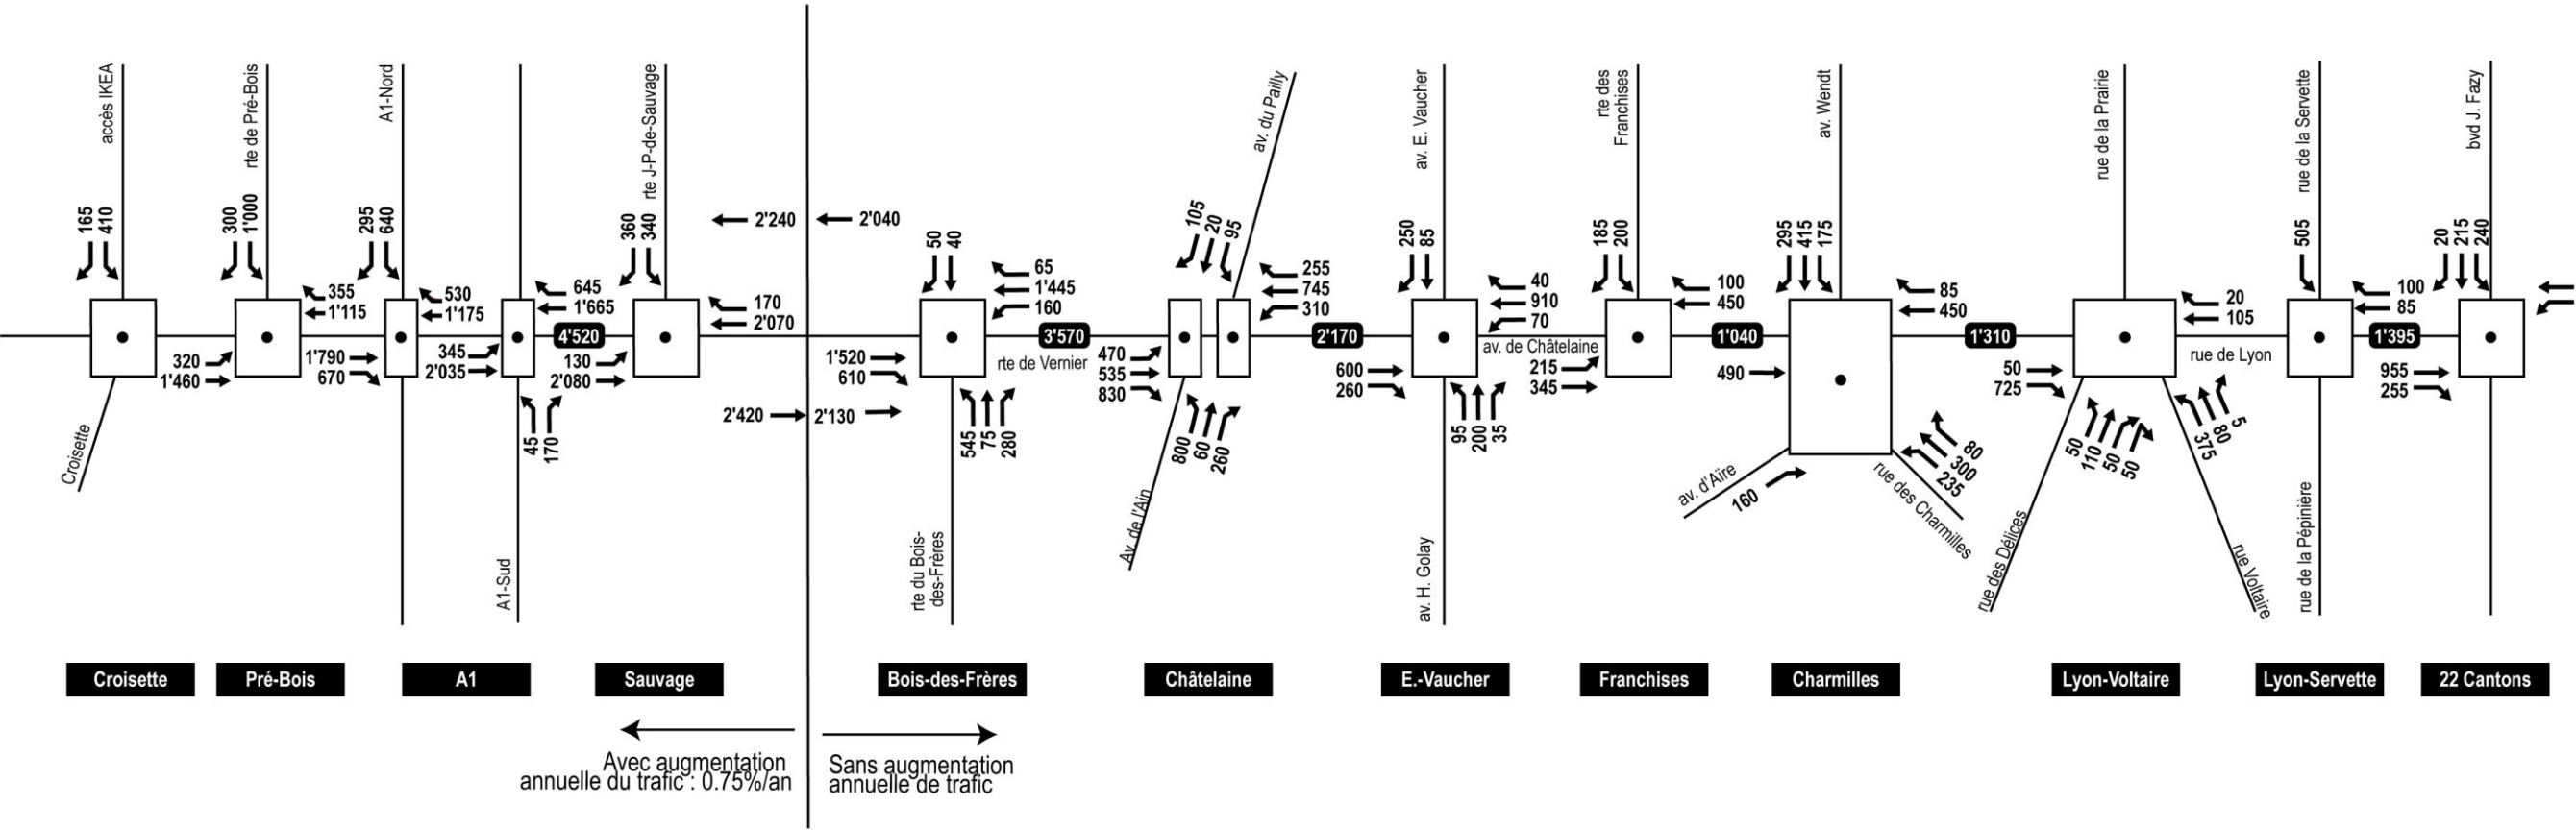 accès IKEA
165
410
Croisette
rte de Pré-Bois
300
1'000
355
1'115
320
1'460
A1-Nord
295
640
530
1'175
1'790
670
345
2'035
645
1'665
4'520
45
170
A1-Sud
rte J-P-de-Sauvage
360
340
170
2'070
130
2'080
2'240
2'040
2'420
2'130
50
40
65
1'445
160
1'520
610
545
75
280
rte du Bois-
des-Frères
3'570
rte de Vernier
av. du Pailly
105
20
95
255
745
310
470
535
830
800
60
260
Av. de l'Ain
2'170
av. E. Vaucher
250
85
40
910
70
600
260
95
200
35
av. H. Golay
av. de Châtelaine
rte des
Franchises
185
200
100
450
215
345
1'040
av. Wendt
295
415
175
85
450
490
av. d'Aïre
160
80
300
235
rue des Charmilles
1'310
rue de la Prairie
20
105
50
725
50
110
50
50
375
80
5
rue des Délices
rue Voltaire
rue de Lyon
rue de la Servette
505
100
85
rue de la Pépinière
1'395
bvd J. Fazy
20
215
240
955
255
Croisette
Pré-Bois
A1
Sauvage
Bois-des-Frères
Châtelaine
E.-Vaucher
Franchises
Charmilles
Lyon-Voltaire
Lyon-Servette
22 Cantons
Avec augmentation
annuelle du trafic : 0.75%/an
Sans augmentation
annuelle de trafic